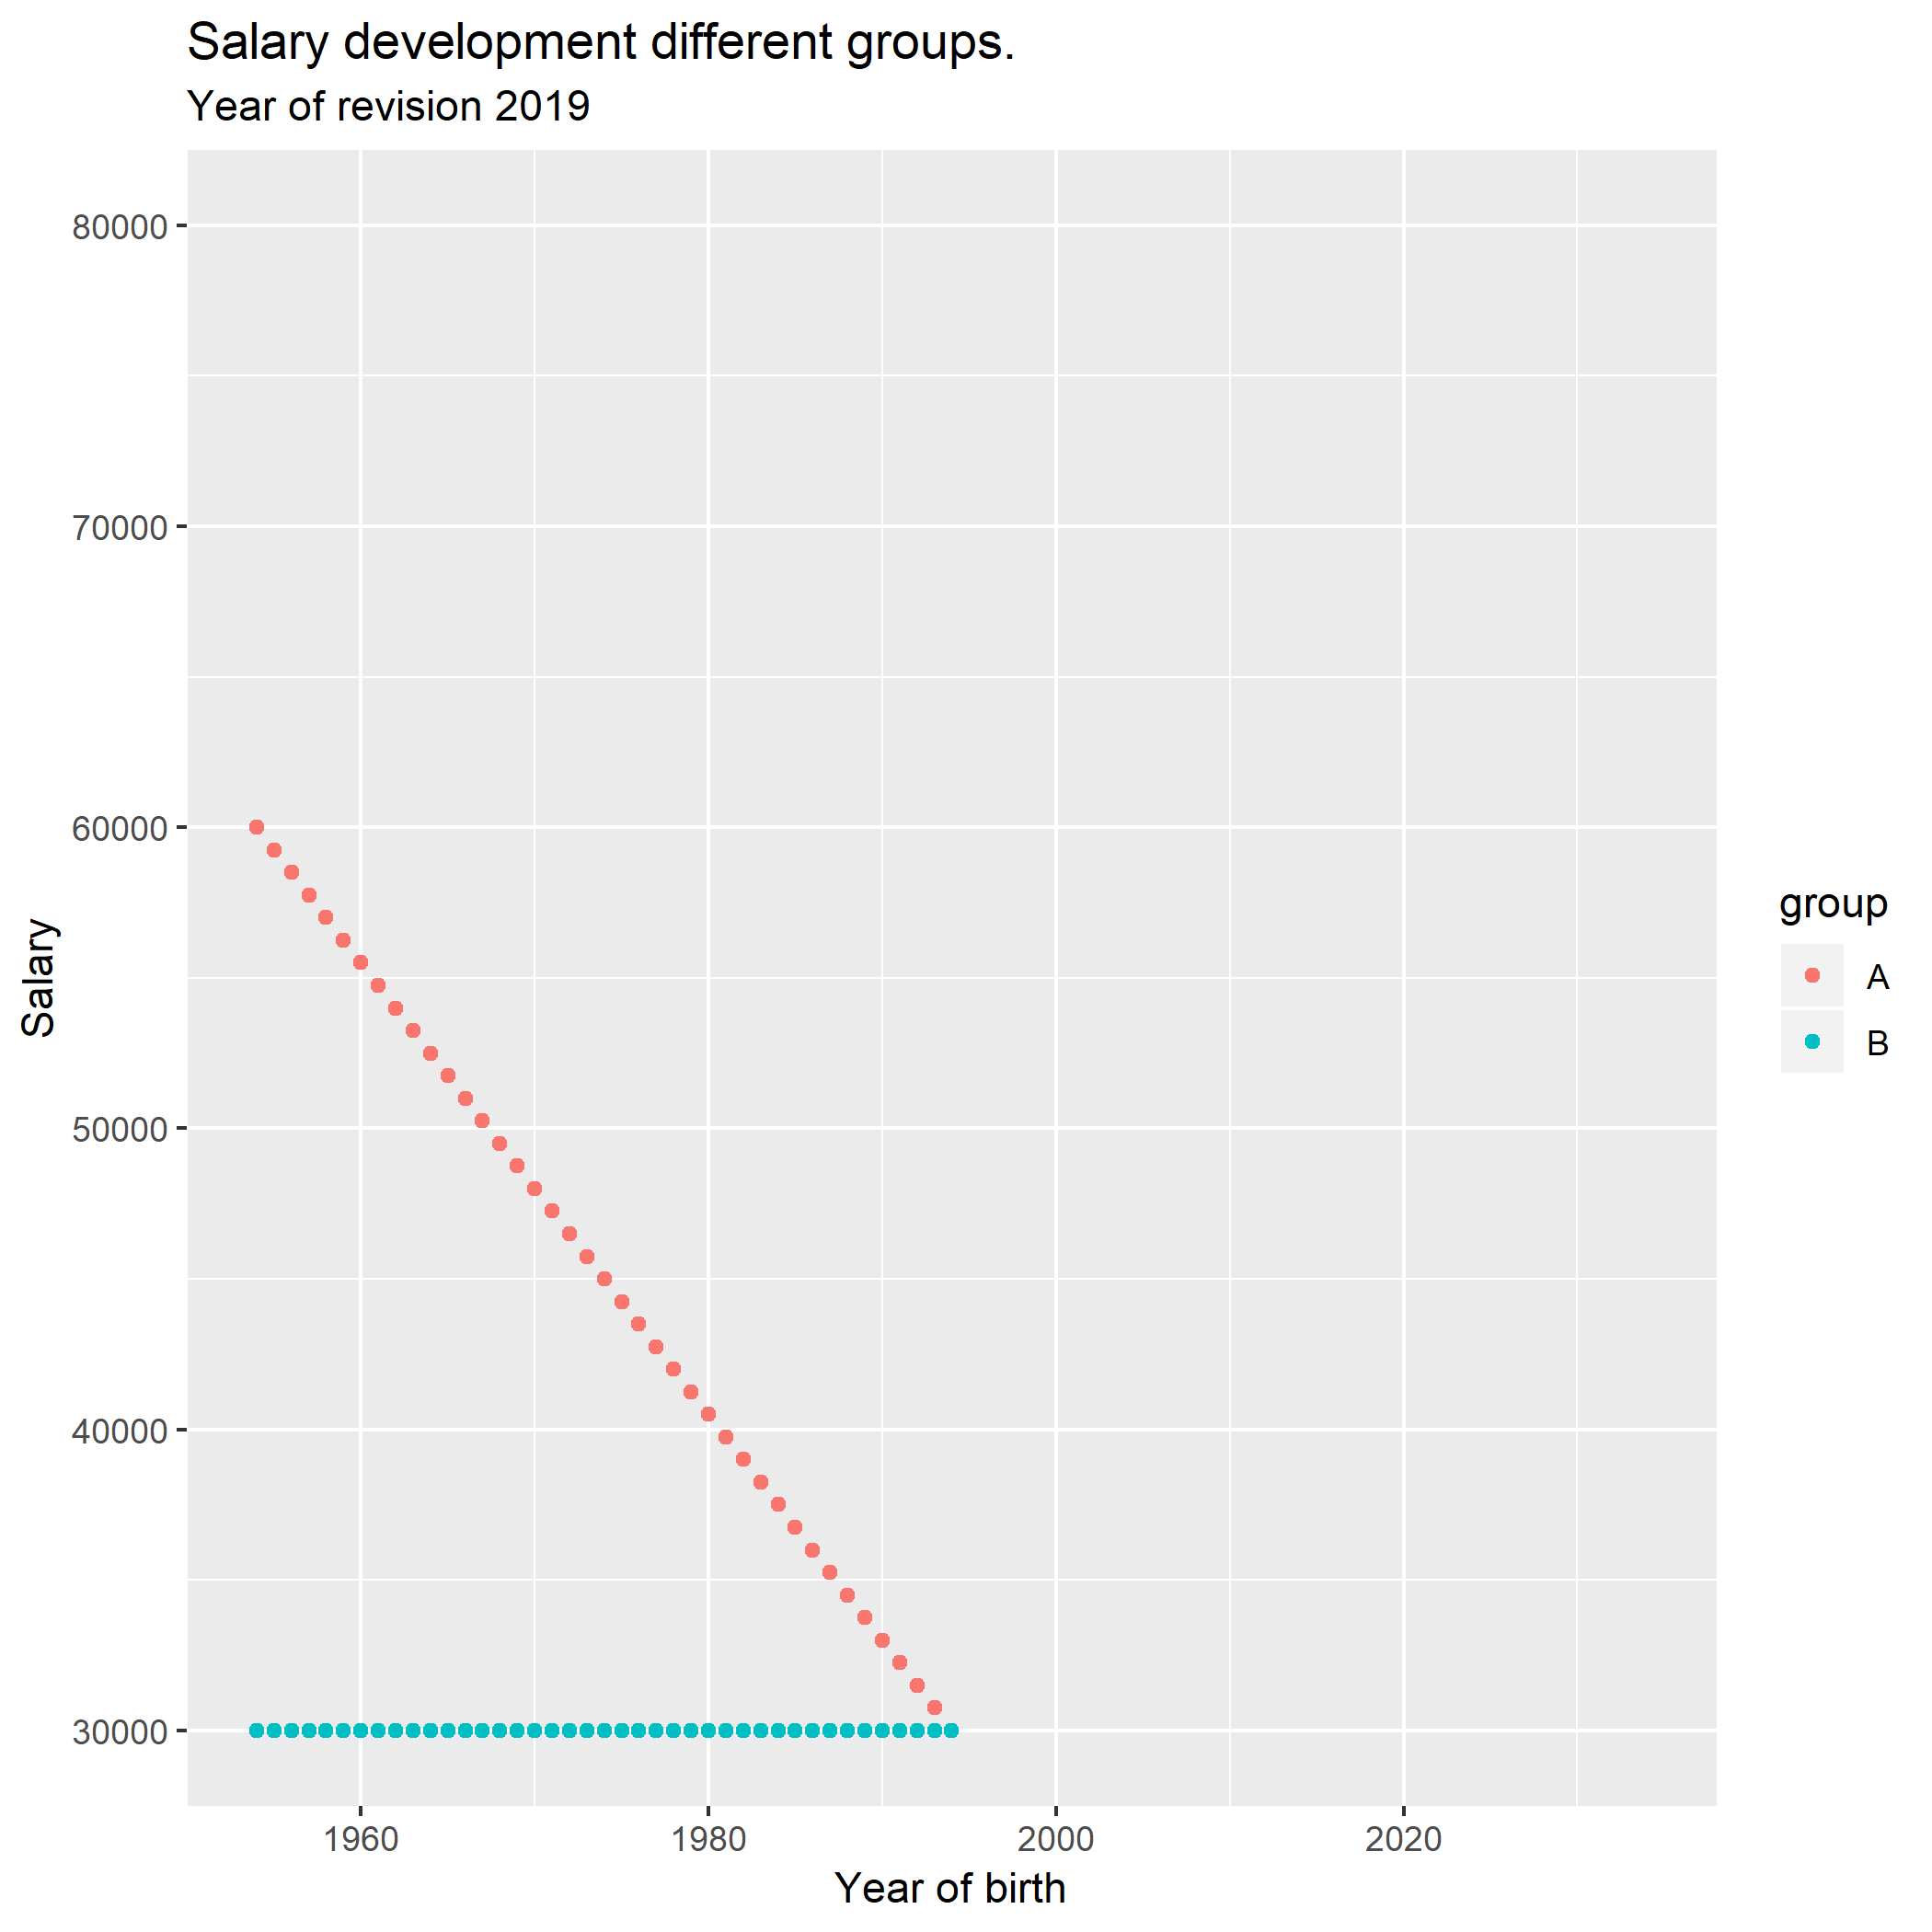 Salary development different groups.
Year of revision 2019
80000
70000
60000
50000
40000
30000
Salary
1960 1980 2000 2020
Year of birth
group
A
B